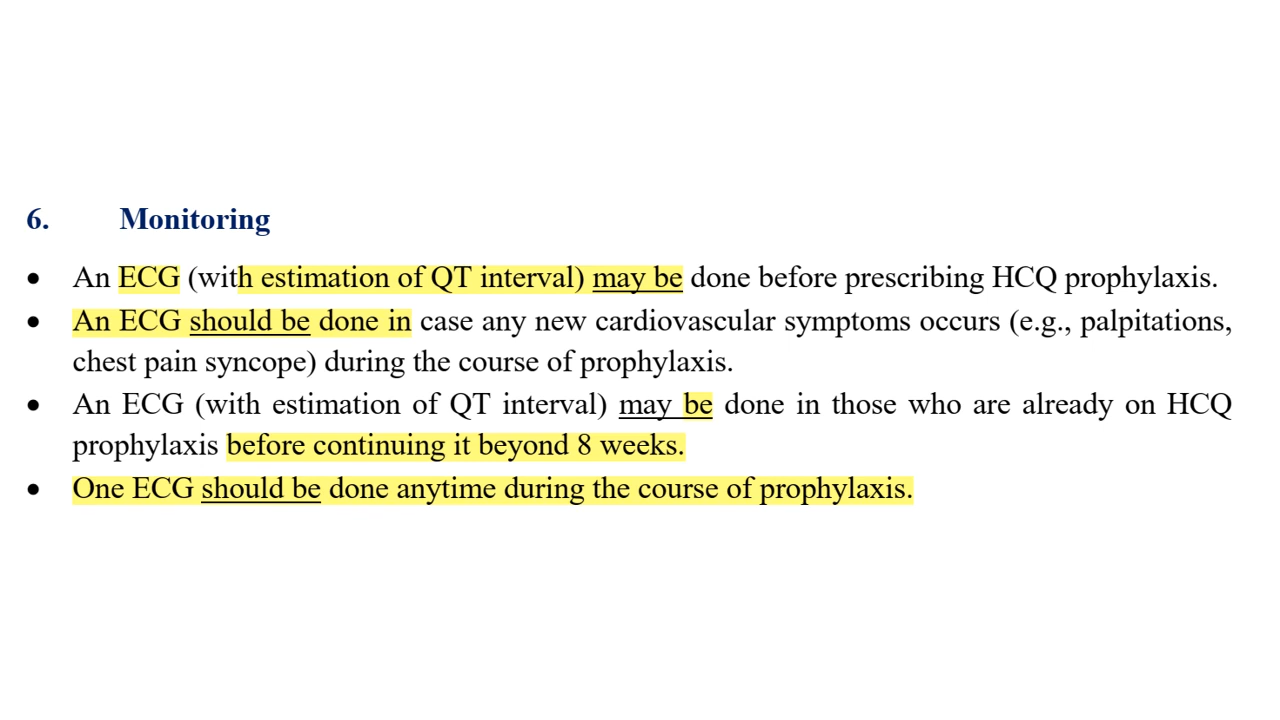 6. Monitoring
• An ECG (with estimation of QT interval) may be done before prescribing HCQ prophylaxis.
• An ECG should be done in case any new cardiovascular symptoms occurs (e.g., palpitations,
chest pain syncope) during the course of prophylaxis.
• An ECG (with estimation of QT interval) may be done in those who are already on HCQ
prophylaxis before continuing it beyond 8 weeks.
• One ECG should be done anytime during the course of prophylaxis.